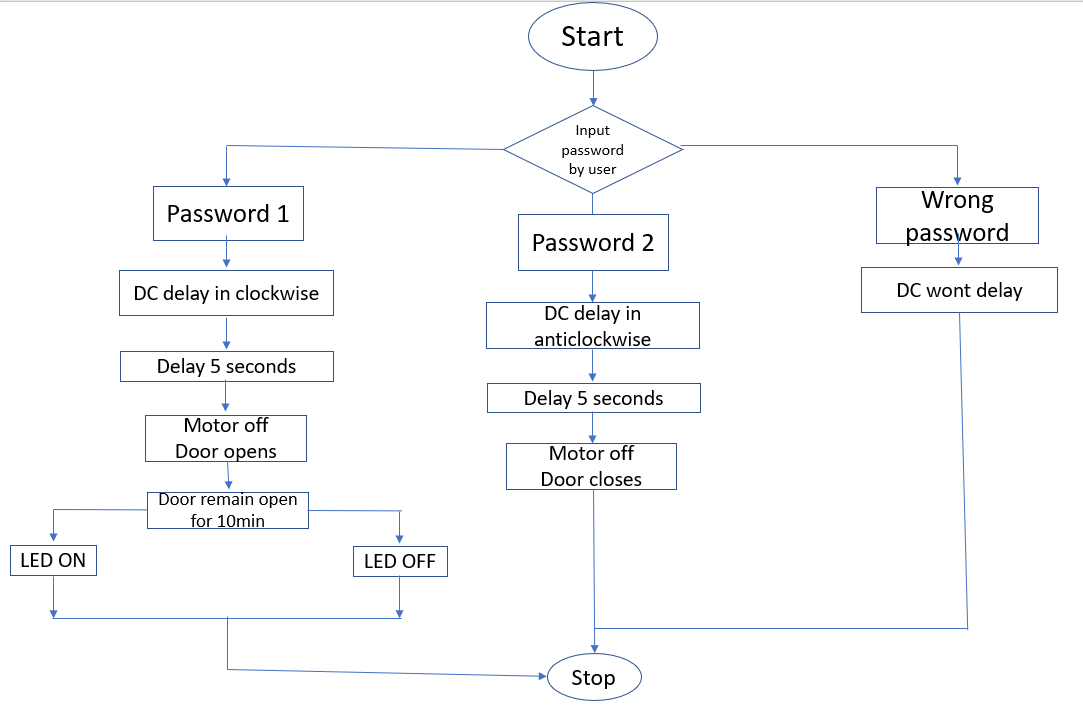 Start
Input
password
by user
Password 1
DC delay in clockwise
Delay 5 seconds
Motor off
Door opens
Door remain open
for 10min
LED ON
LED OFF
Password 2
DC delay in
anticlockwise
Delay 5 seconds
Motor off
Door closes
Wrong
password
DC wont delay
Stop